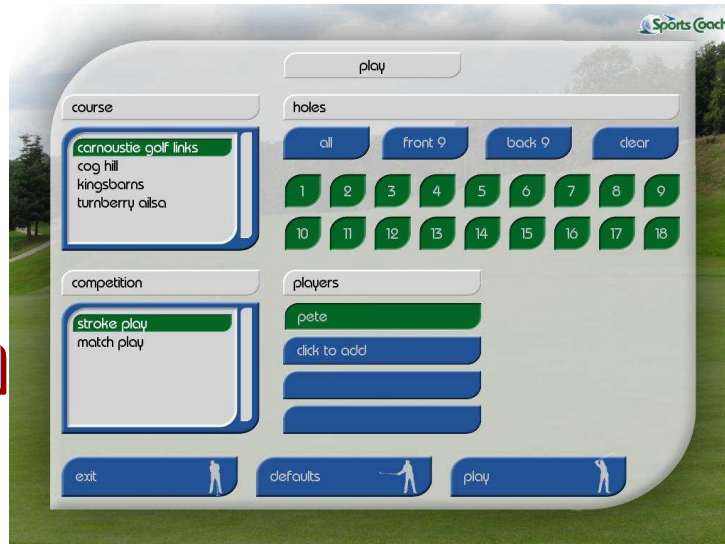 Sports Coach
play
course
holes
carnoustie golf links
cog hill
kingsbarns
turnberry ailsa
all front 9 back 9 clear
1 2 3 4 5 6 7 8 9
10 11 12 13 14 15 16 17 18
competition
players
stroke play
match play
pete
click to add
exit defaults play